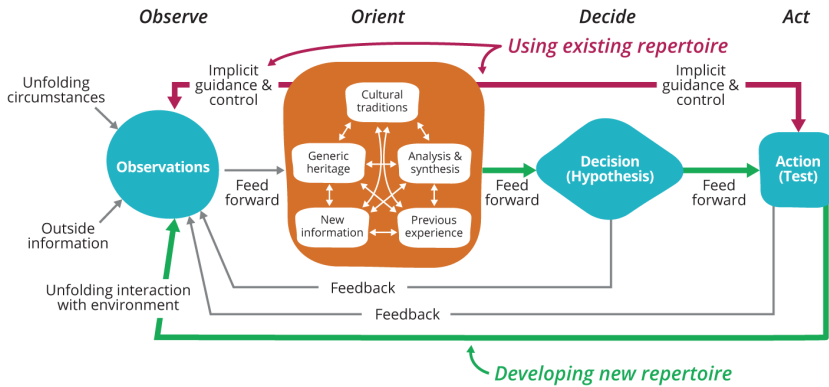 Observe
Orient
Decide
Act
Using existing repertoire
Unfolding
circumstances
Implicit
guidance &
control
Implicit
guidance &
control
Cultural
traditions
Observations
Feed
forward
Generic
heritage
Analysis &
synthesis
New
information
Previous
experience
Feed
forward
Decision
(Hypothesis)
Feed
forward
Action
(Test)
Outside
information
Unfolding interaction
with environment
Feedback
Feedback
Developing new repertoire